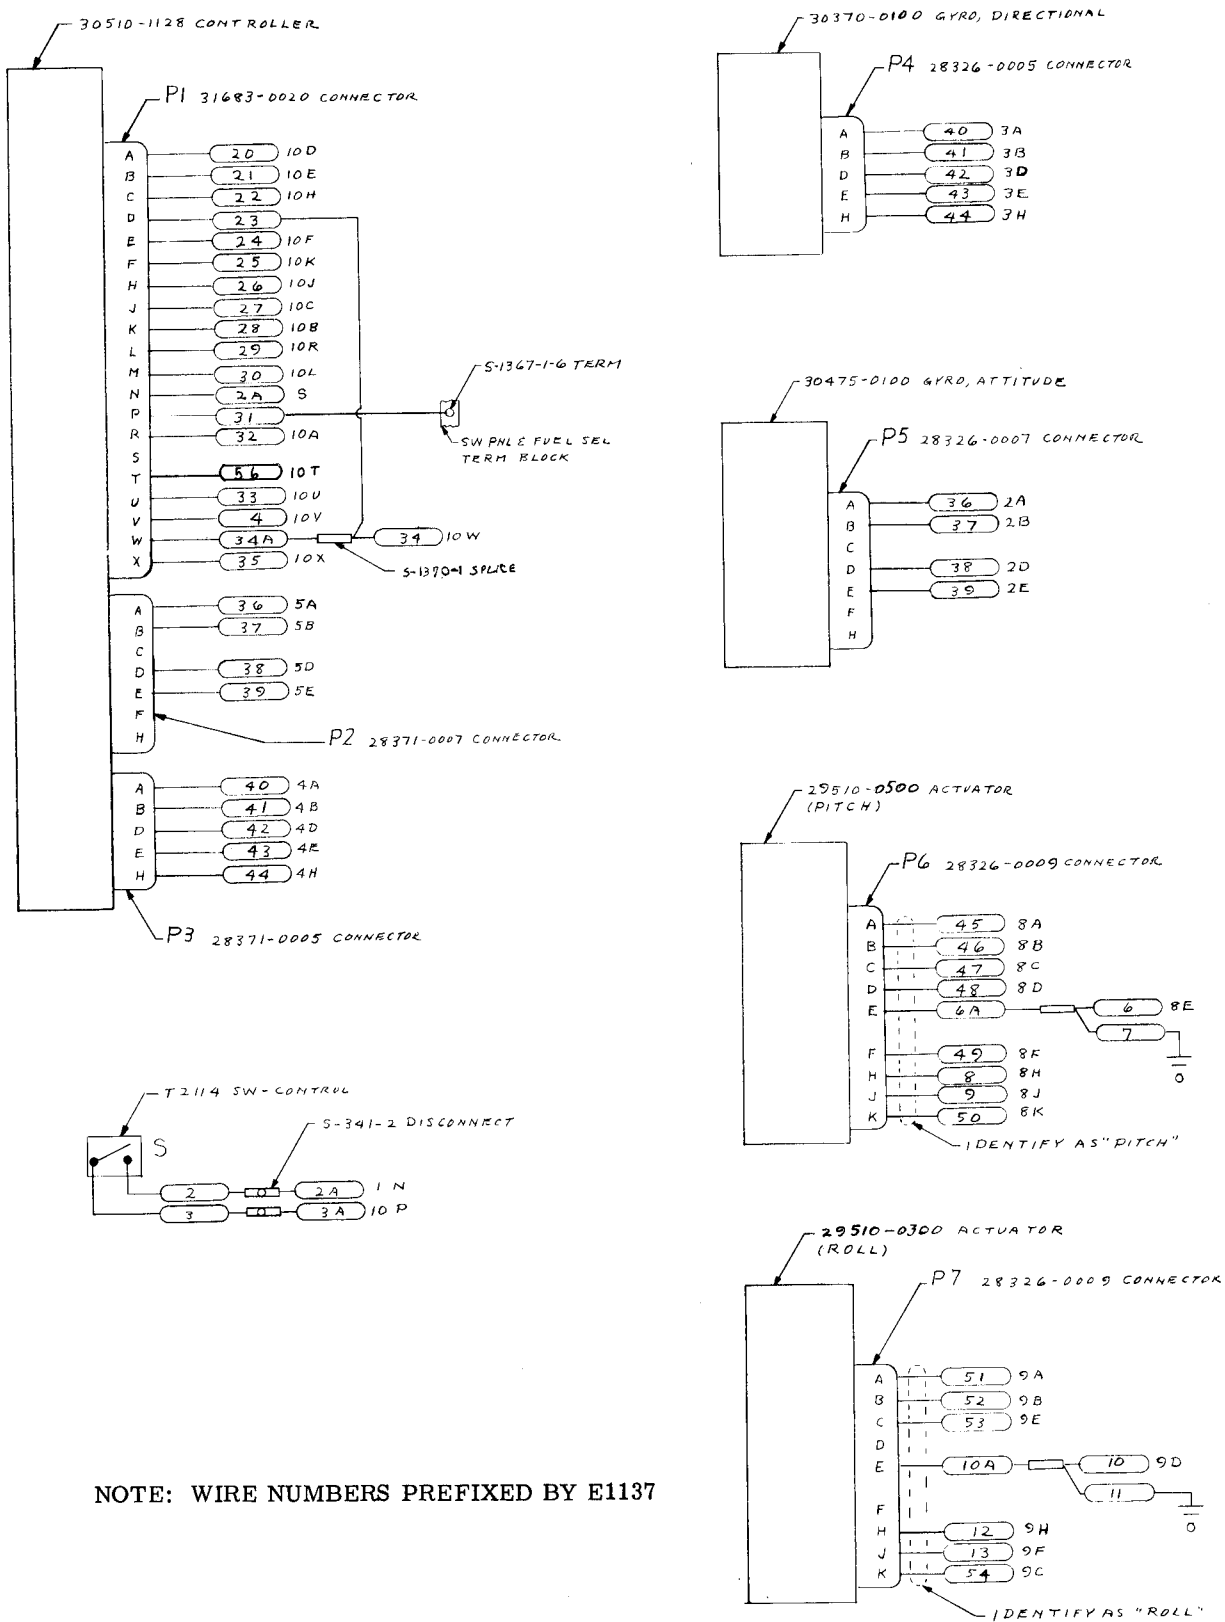 30510-1128 CONTROLLER
P1 31683-0020 CONNECTOR
A 20 10D
B 21 10E
C 22 10H
D 23
E 24 10F
F 25 10K
H 26 10J
J 27 10C
K 28 10B
L 29 10R
M 30 10L
N 2A S
P 31
R 32 10A
S
T 56 10T
U 33 10U
V 4 10V
W 34A 34 10W
X 35 10X
S-1367-1-6 TERM
SW PNL & FUEL SEL
TERM BLOCK
S-1370-1 SPLICE
A 36 5A
B 37 5B
C
D 38 5D
E 39 5E
F
H
P2 28371-0007 CONNECTOR
A 40 4A
B 41 4B
D 42 4D
E 43 4E
H 44 4H
P3 28371-0005 CONNECTOR
T2114 SW-CONTROL
S-341-2 DISCONNECT
S
2 2A 1N
3 3A 10P
NOTE: WIRE NUMBERS PREFIXED BY E1137
30370-0100 GYRO, DIRECTIONAL
P4 28326-0005 CONNECTOR
A 40 3A
B 41 3B
D 42 3D
E 43 3E
H 44 3H
30475-0100 GYRO, ATTITUDE
P5 28326-0007 CONNECTOR
A 36 2A
B 37 2B
C
D 38 2D
E 39 2E
F
H
29510-0500 ACTUATOR
(PITCH)
P6 28326-0009 CONNECTOR
A 45 8A
B 46 8B
C 47 8C
D 48 8D
E 6A 6 8E
7
F 49 8F
H 8 8H
J 9 8J
K 50 8K
IDENTIFY AS "PITCH"
29510-0300 ACTUATOR
(ROLL)
P7 28326-0009 CONNECTOR
A 51 9A
B 52 9B
C 53 9E
D
E 10A 10 9D
11
F
H 12 9H
J 13 9F
K 54 9C
IDENTIFY AS "ROLL"